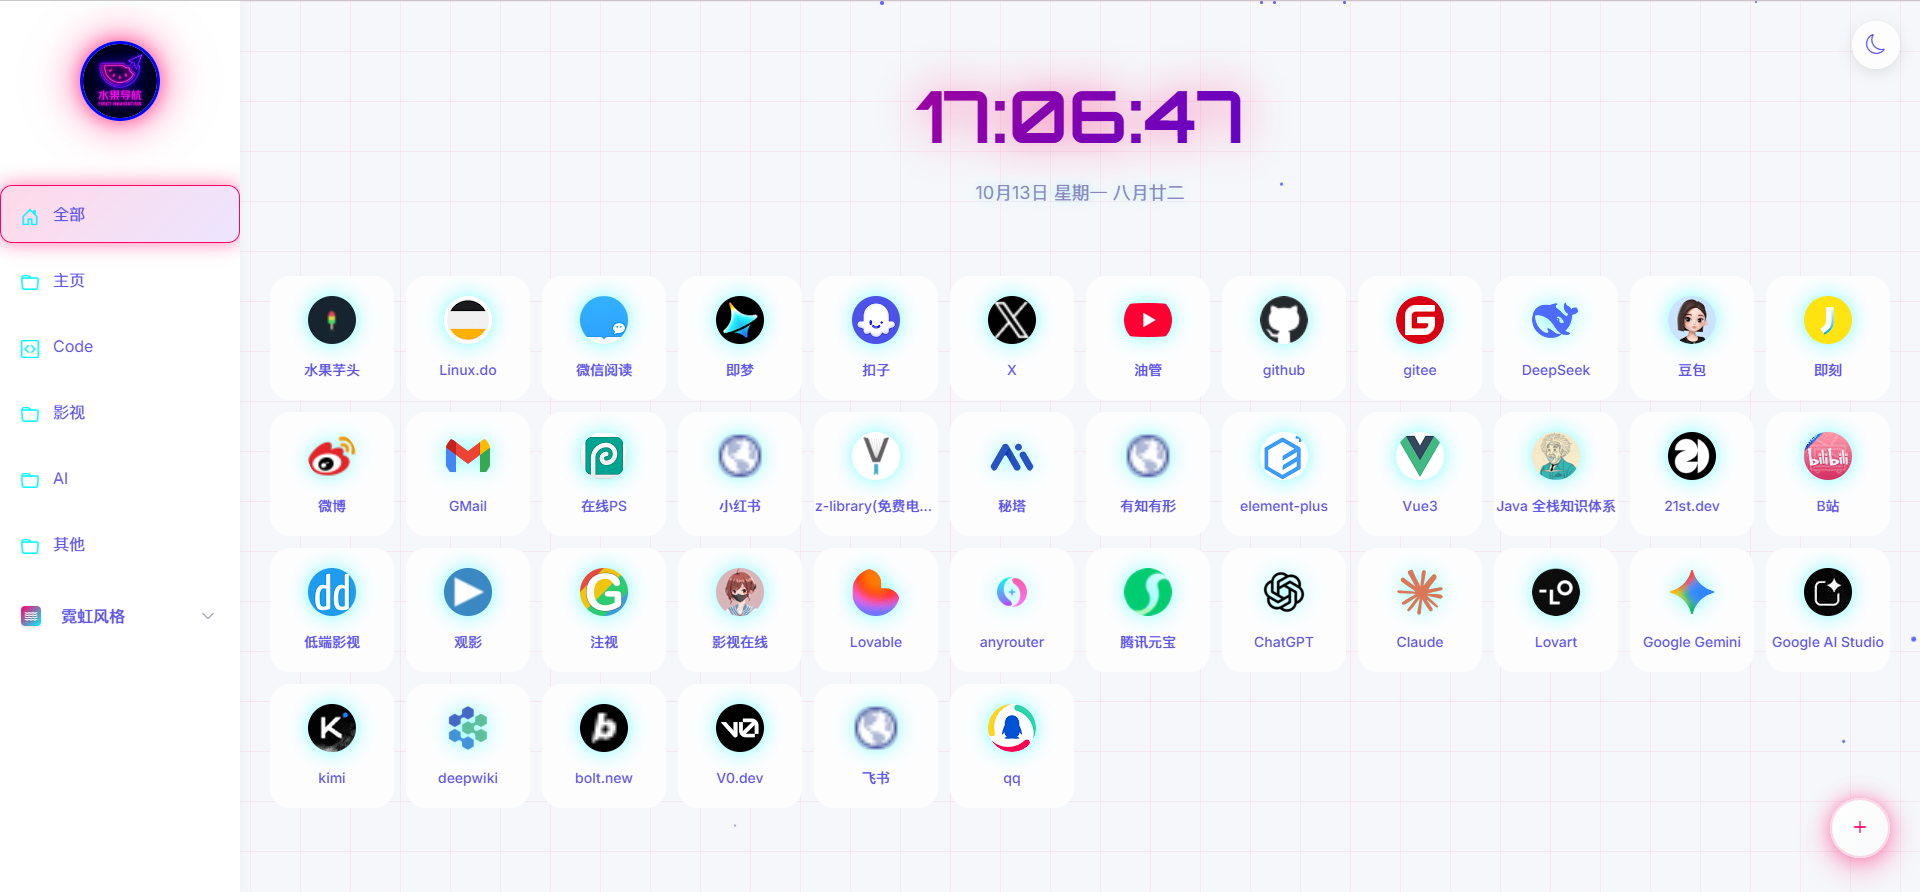 水果导航
FRUIT NAVIGATION
17:06:47
10月13日 星期一 八月廿二
全部
主页
Code
影视
AI
其他
霓虹风格
水果芋头
Linux.do
微信阅读
即梦
扣子
X
油管
github
gitee
DeepSeek
豆包
即刻
微博
GMail
在线PS
小红书
z-library(免费电...
秘塔
有知有形
element-plus
Vue3
Java 全栈知识体系
21st.dev
bilibili
B站
dd
低端影视
观影
注视
影视在线
Lovable
anyrouter
腾讯元宝
ChatGPT
Claude
Lovart
Google Gemini
Google AI Studio
kimi
deepwiki
bolt.new
V0.dev
飞书
qq